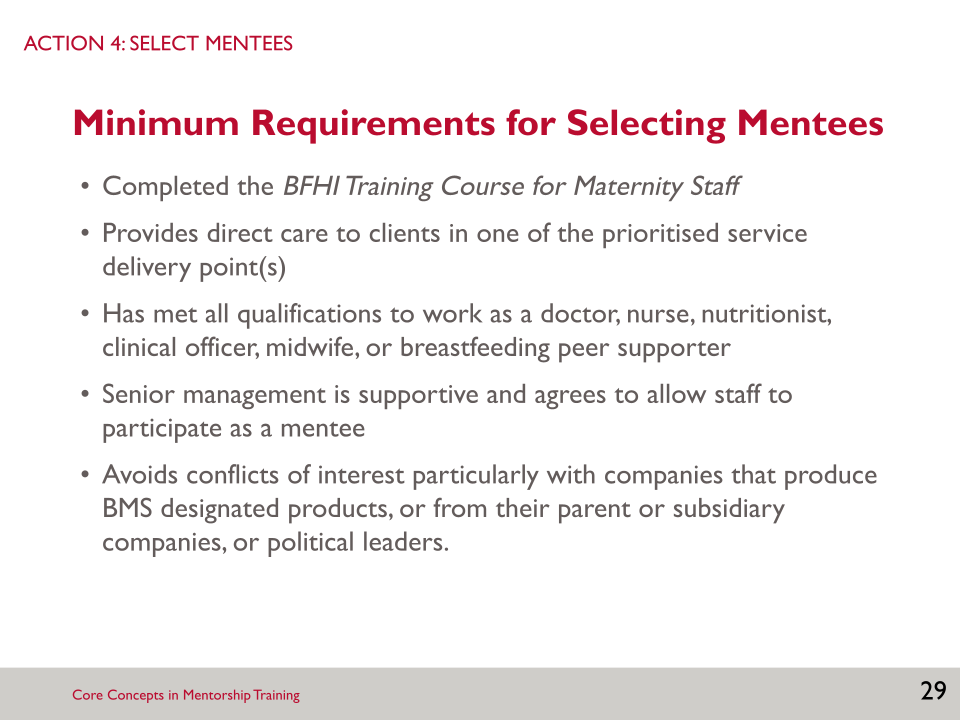 ACTION 4: SELECT MENTEES
Minimum Requirements for Selecting Mentees
• Completed the BFHI Training Course for Maternity Staff
• Provides direct care to clients in one of the prioritised service
delivery point(s)
• Has met all qualifications to work as a doctor, nurse, nutritionist,
clinical officer, midwife, or breastfeeding peer supporter
• Senior management is supportive and agrees to allow staff to
participate as a mentee
• Avoids conflicts of interest particularly with companies that produce
BMS designated products, or from their parent or subsidiary
companies, or political leaders.
Core Concepts in Mentorship Training
29